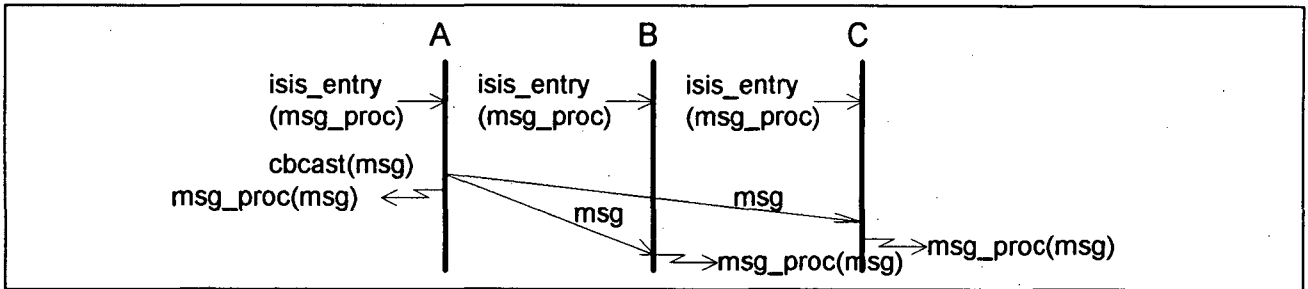 A B C
isis_entry isis_entry isis_entry
(msg_proc) (msg_proc) (msg_proc)
cbcast(msg)
msg_proc(msg)
msg
msg
msg_proc(msg)
msg_proc(msg)